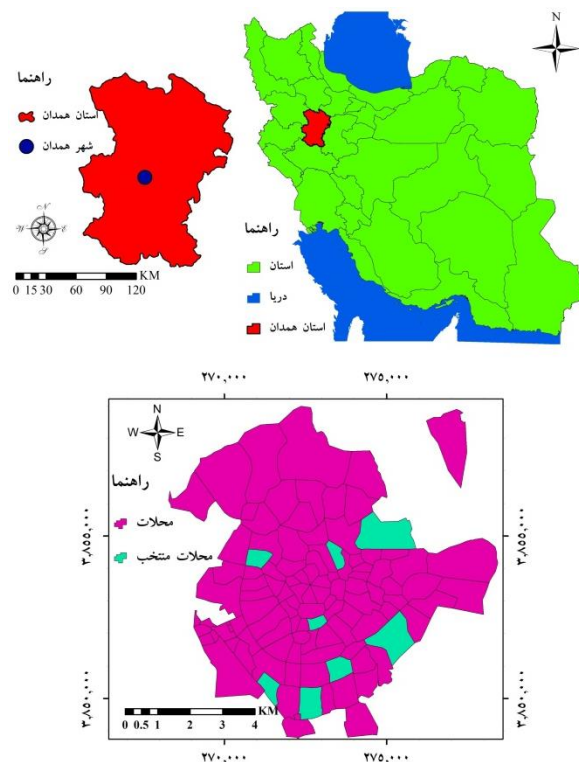 راهنما
استان همدان
شهر همدان
N
W E
S
KM
0 15 30 60 90 120
N
راهنما
استان
دریا
استان همدان
۲۷۰,۰۰۰ ۲۷۵,۰۰۰
N
W E
S
راهنما
محلات
محلات منتخب
۳,۸۵۵,۰۰۰
۳,۸۵۵,۰۰۰
۳,۸۵۰,۰۰۰
۳,۸۵۰,۰۰۰
KM
0 0.5 1 2 3 4
۲۷۰,۰۰۰ ۲۷۵,۰۰۰